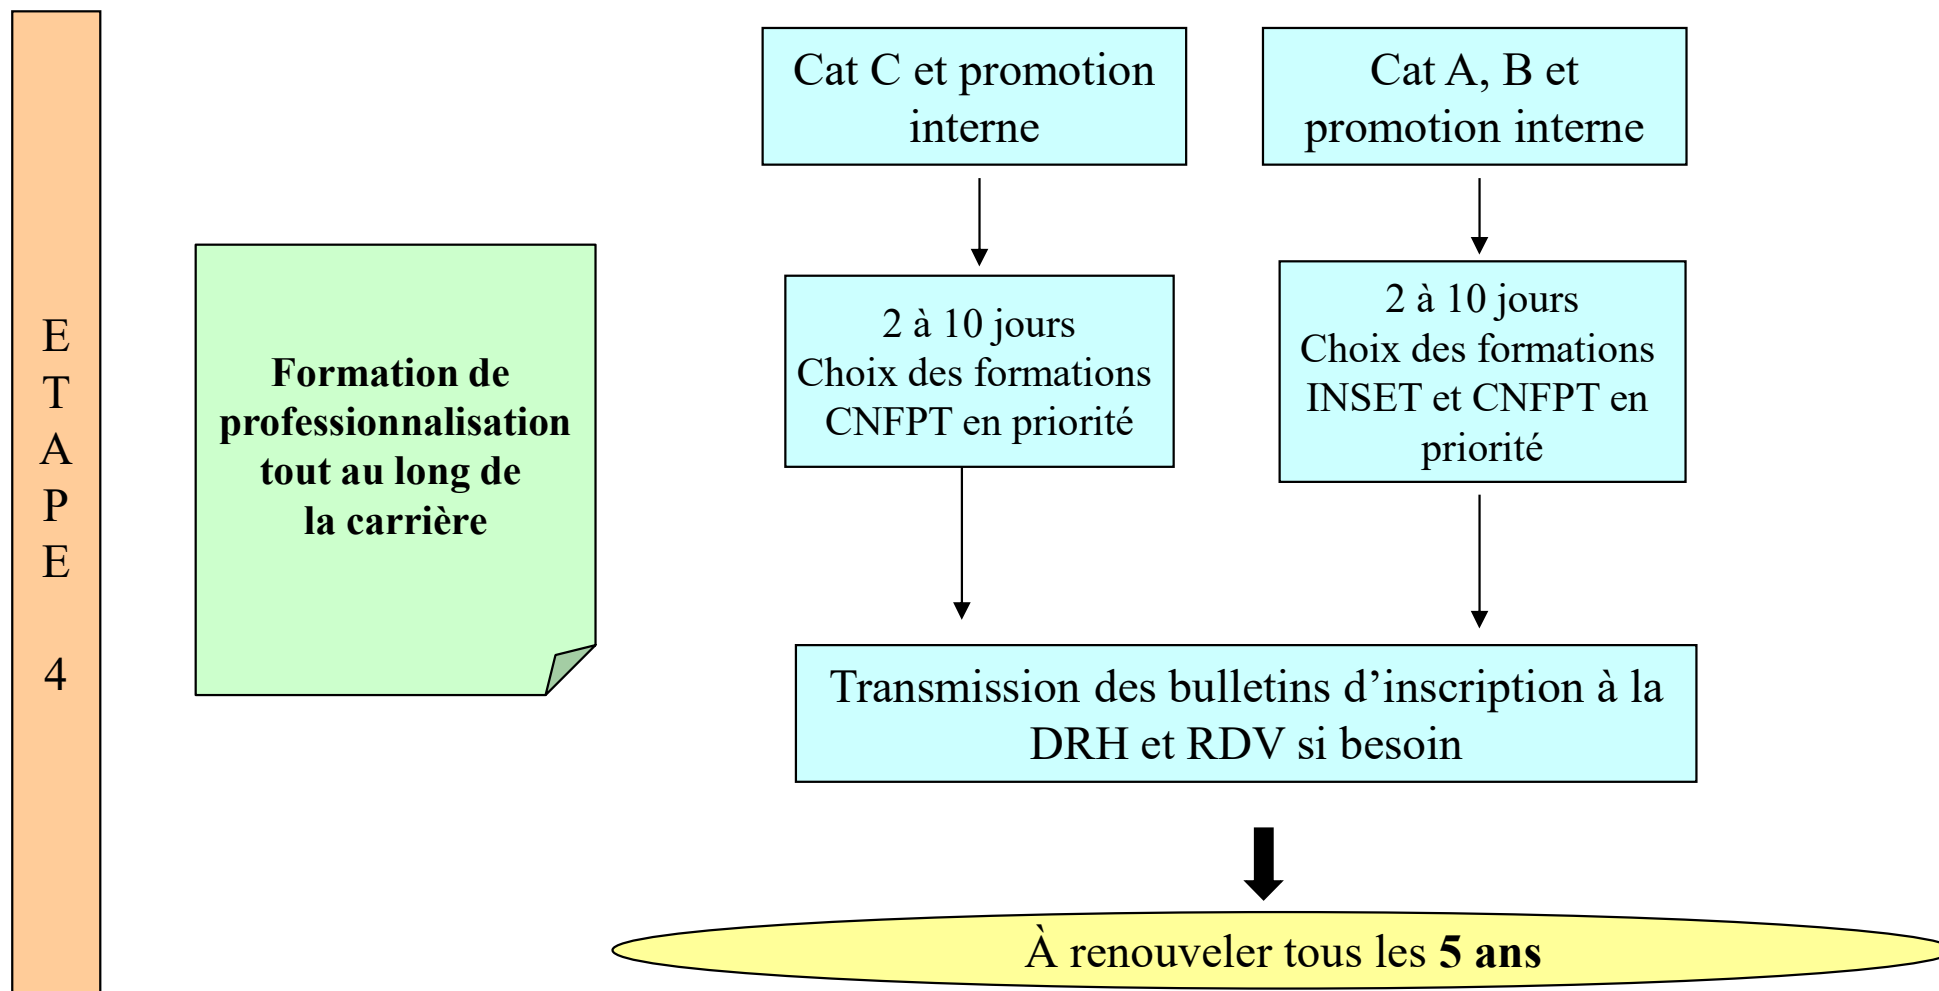 E
T
A
P
E
4
Formation de
professionnalisation
tout au long de
la carrière
Cat C et promotion
interne
Cat A, B et
promotion interne
2 à 10 jours
Choix des formations
CNFPT en priorité
2 à 10 jours
Choix des formations
INSET et CNFPT en
priorité
Transmission des bulletins d’inscription à la
DRH et RDV si besoin
À renouveler tous les 5 ans